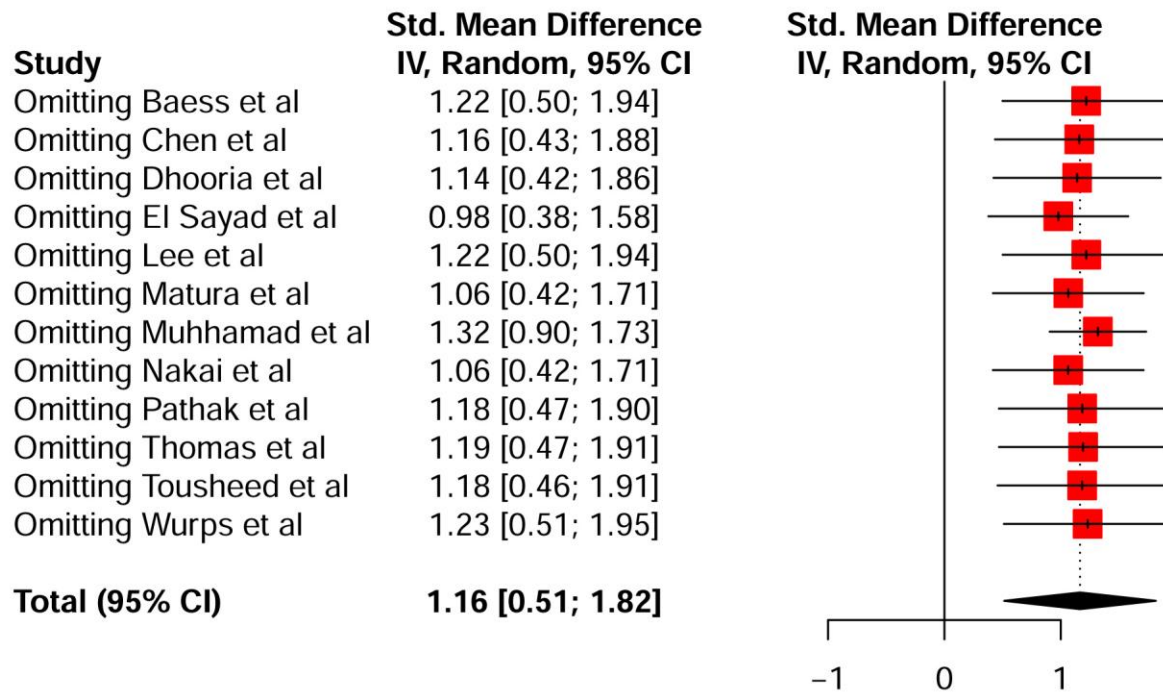 Std. Mean Difference Std. Mean Difference
Study IV, Random, 95% CI IV, Random, 95% CI
Omitting Baess et al 1.22 [0.50; 1.94]
Omitting Chen et al 1.16 [0.43; 1.88]
Omitting Dhooria et al 1.14 [0.42; 1.86]
Omitting El Sayad et al 0.98 [0.38; 1.58]
Omitting Lee et al 1.22 [0.50; 1.94]
Omitting Matura et al 1.06 [0.42; 1.71]
Omitting Muhhamad et al 1.32 [0.90; 1.73]
Omitting Nakai et al 1.06 [0.42; 1.71]
Omitting Pathak et al 1.18 [0.47; 1.90]
Omitting Thomas et al 1.19 [0.47; 1.91]
Omitting Tousheed et al 1.18 [0.46; 1.91]
Omitting Wurps et al 1.23 [0.51; 1.95]
Total (95% CI) 1.16 [0.51; 1.82]
−1 0 1